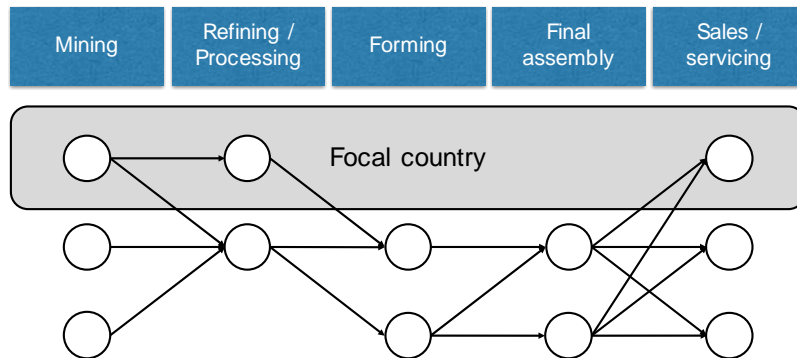 Mining
Refining /
Processing
Forming
Final
assembly
Sales /
servicing
Focal country